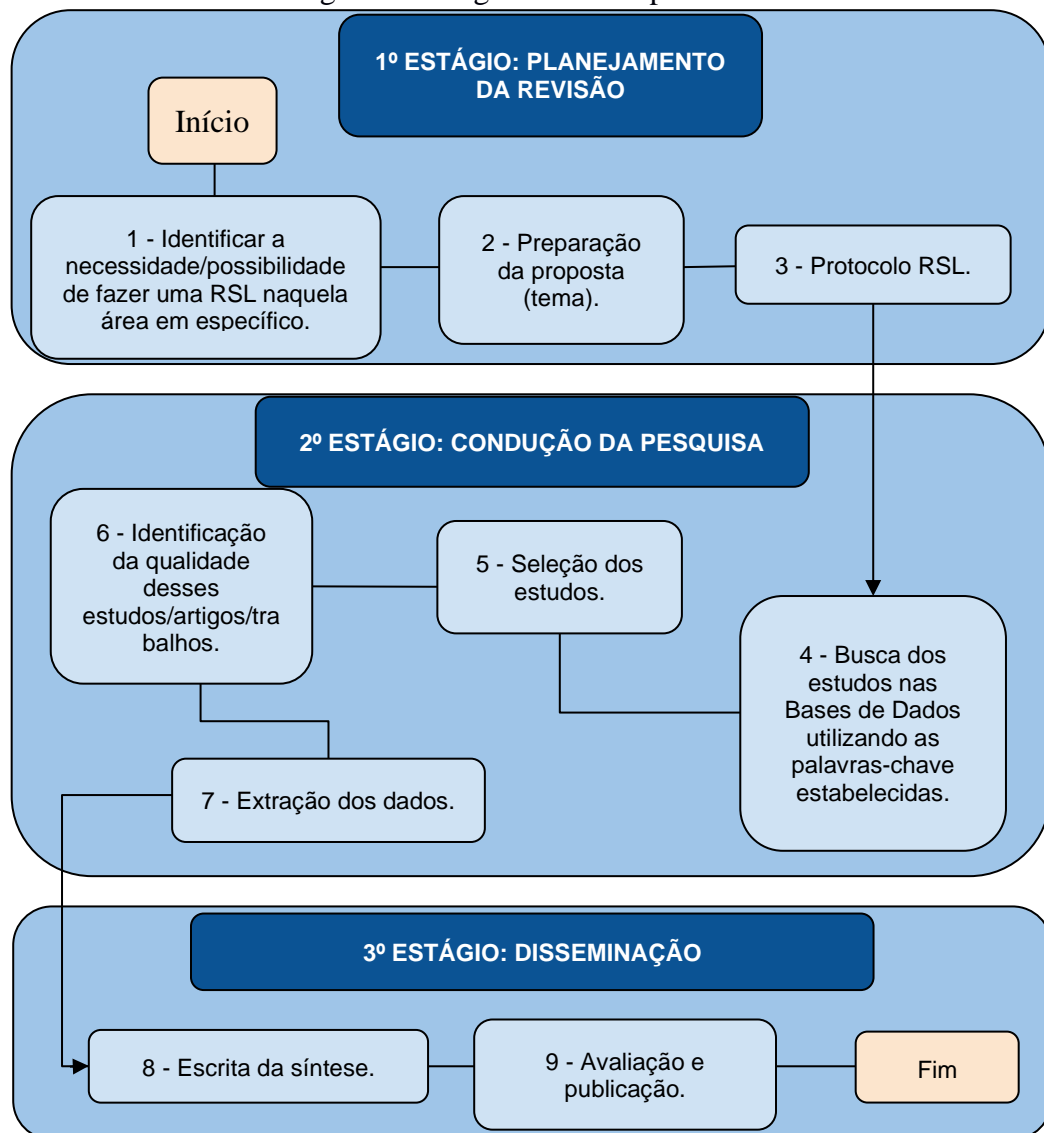 1º ESTÁGIO: PLANEJAMENTO
DA REVISÃO
Início
1 - Identificar a
necessidade/possibilidade
de fazer uma RSL naquela
área em específico.
2 - Preparação
da proposta
(tema).
3 - Protocolo RSL.
2º ESTÁGIO: CONDUÇÃO DA PESQUISA
6 - Identificação
da qualidade
desses
estudos/artigos/tra
balhos.
5 - Seleção dos
estudos.
4 - Busca dos
estudos nas
Bases de Dados
utilizando as
palavras-chave
estabelecidas.
7 - Extração dos dados.
3º ESTÁGIO: DISSEMINAÇÃO
8 - Escrita da síntese.
9 - Avaliação e
publicação.
Fim